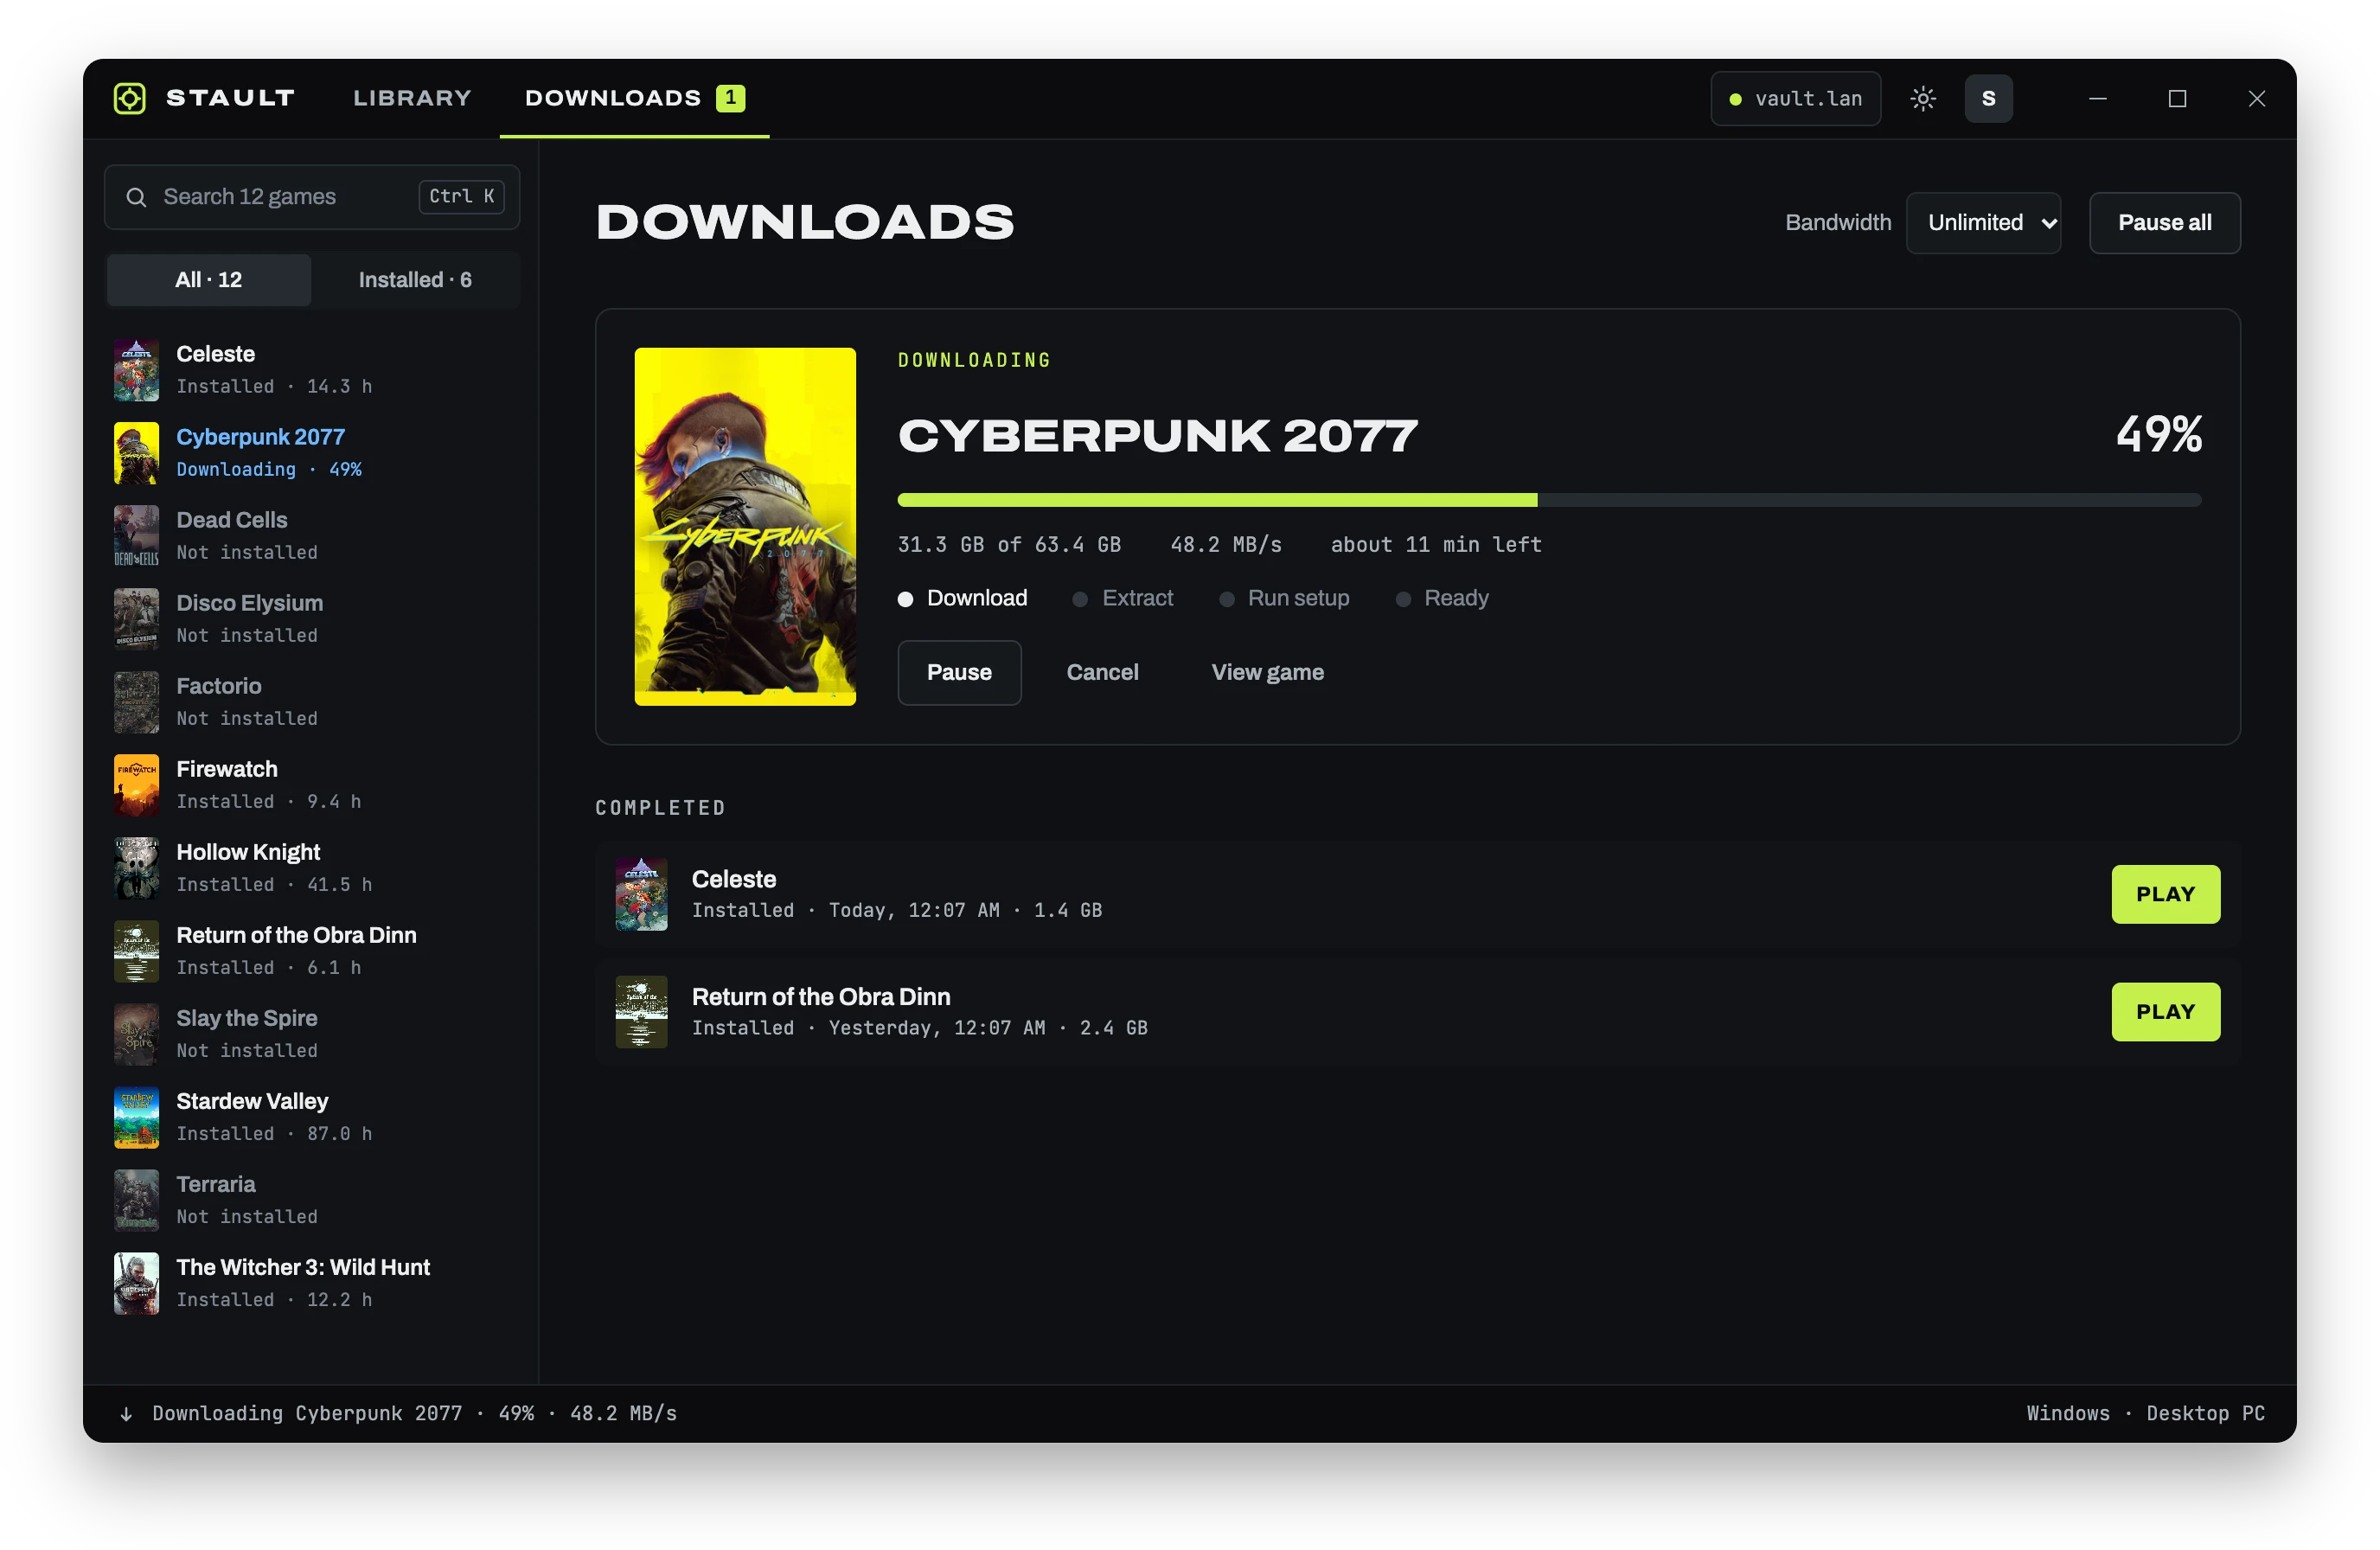 STAULT
LIBRARY
DOWNLOADS 1
vault.lan
S
Search 12 games
Ctrl K
All · 12
Installed · 6
Celeste
Installed · 14.3 h
Cyberpunk 2077
Downloading · 49%
Dead Cells
Not installed
Disco Elysium
Not installed
Factorio
Not installed
Firewatch
Installed · 9.4 h
Hollow Knight
Installed · 41.5 h
Return of the Obra Dinn
Installed · 6.1 h
Slay the Spire
Not installed
Stardew Valley
Installed · 87.0 h
Terraria
Not installed
The Witcher 3: Wild Hunt
Installed · 12.2 h
DOWNLOADS
Bandwidth
Unlimited
Pause all
CYBERPUNK
2077
DOWNLOADING
CYBERPUNK 2077
49%
31.3 GB of 63.4 GB
48.2 MB/s
about 11 min left
Download
Extract
Run setup
Ready
Pause
Cancel
View game
COMPLETED
CELESTE
Celeste
Installed · Today, 12:07 AM · 1.4 GB
PLAY
Return of the Obra Dinn
Installed · Yesterday, 12:07 AM · 2.4 GB
PLAY
Downloading Cyberpunk 2077 · 49% · 48.2 MB/s
Windows · Desktop PC